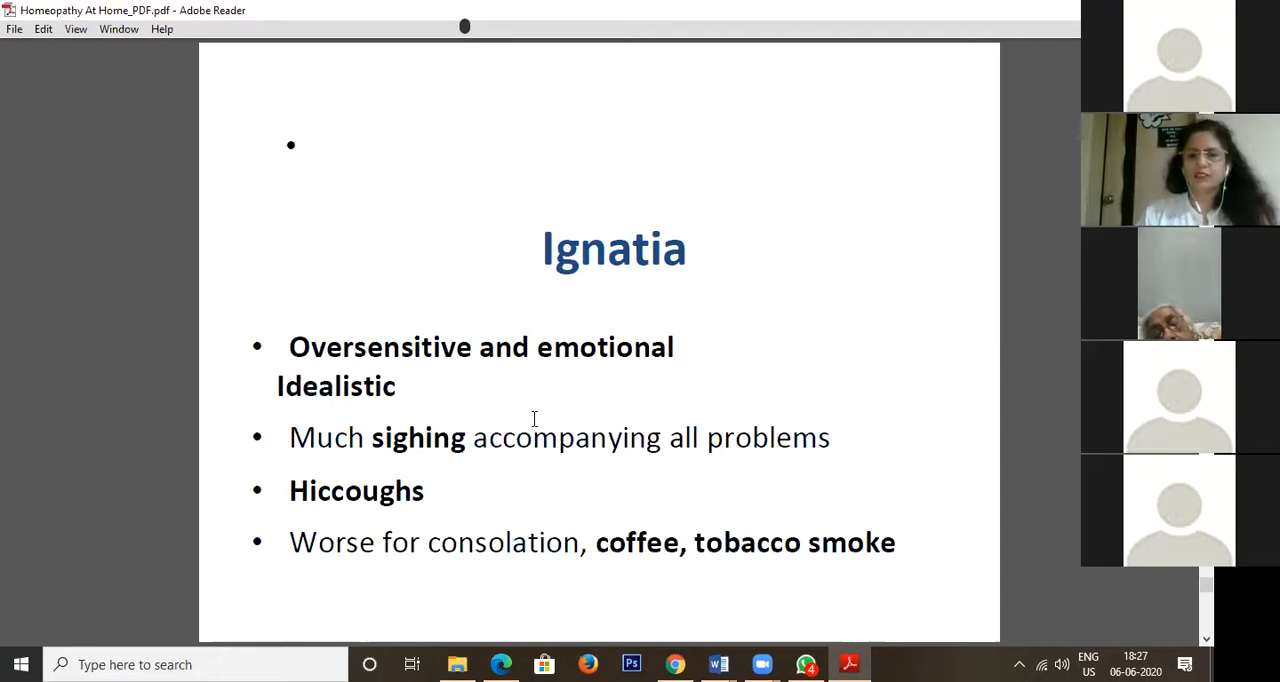 Homeopathy At Home_PDF.pdf - Adobe Reader
File Edit View Window Help
•
Ignatia
• Oversensitive and emotional
Idealistic
• Much sighing accompanying all problems
• Hiccoughs
• Worse for consolation, coffee, tobacco smoke
Type here to search
Ps
4
ENG
US
18:27
06-06-2020